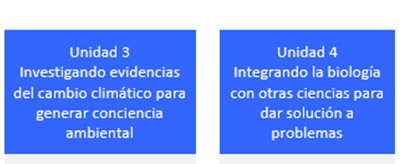 Unidad 3
Investigando evidencias
del cambio climático para
generar conciencia
ambiental
Unidad 4
Integrando la biología
con otras ciencias para
dar solución a
problemas